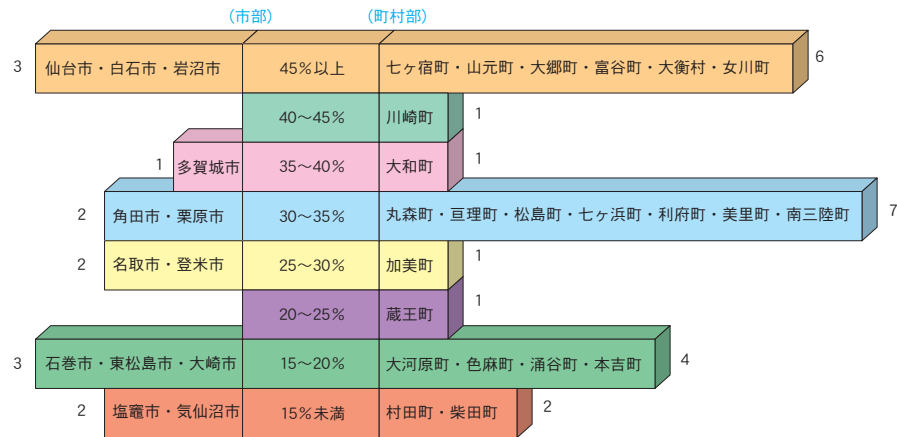 （市部） （町村部）
3 仙台市・白石市・岩沼市 45％以上 七ヶ宿町・山元町・大郷町・富谷町・大衡村・女川町 6
40〜45％ 川崎町 1
1 多賀城市 35〜40％ 大和町 1
2 角田市・栗原市 30〜35％ 丸森町・亘理町・松島町・七ヶ浜町・利府町・美里町・南三陸町 7
2 名取市・登米市 25〜30％ 加美町 1
20〜25％ 蔵王町 1
3 石巻市・東松島市・大崎市 15〜20％ 大河原町・色麻町・涌谷町・本吉町 4
2 塩竈市・気仙沼市 15％未満 村田町・柴田町 2